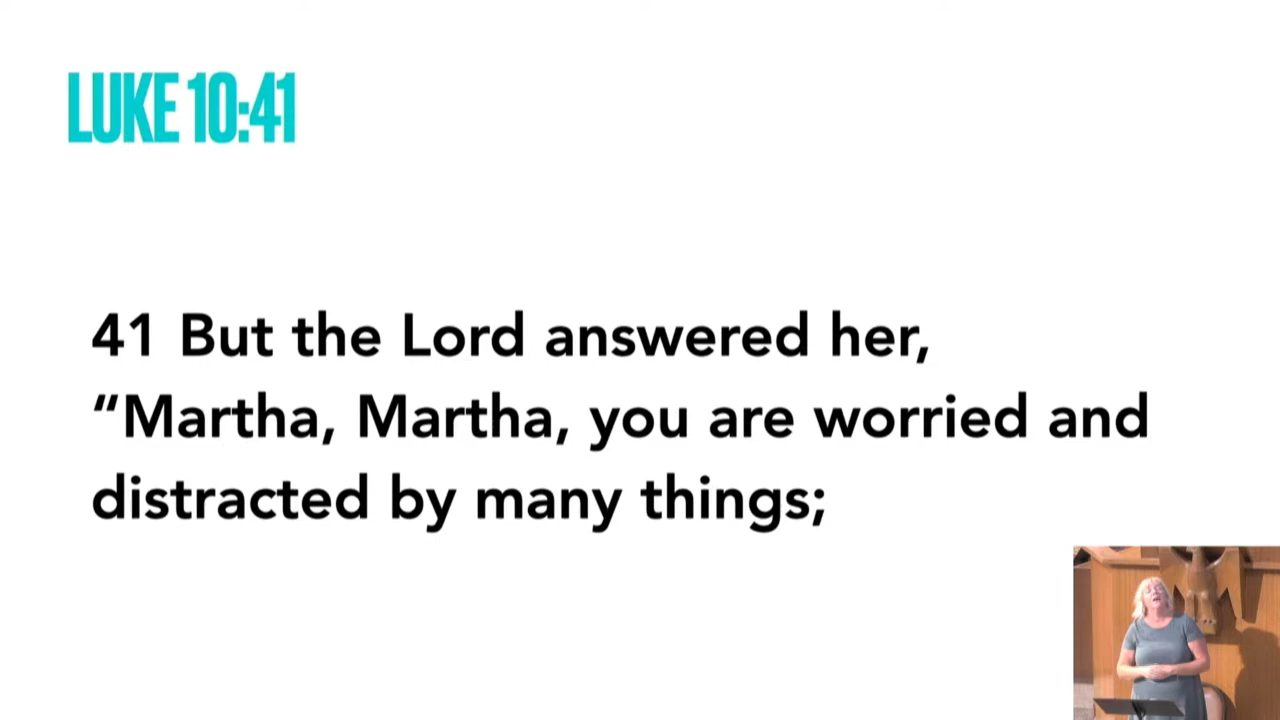 LUKE 10:41
41 But the Lord answered her,
“Martha, Martha, you are worried and
distracted by many things;